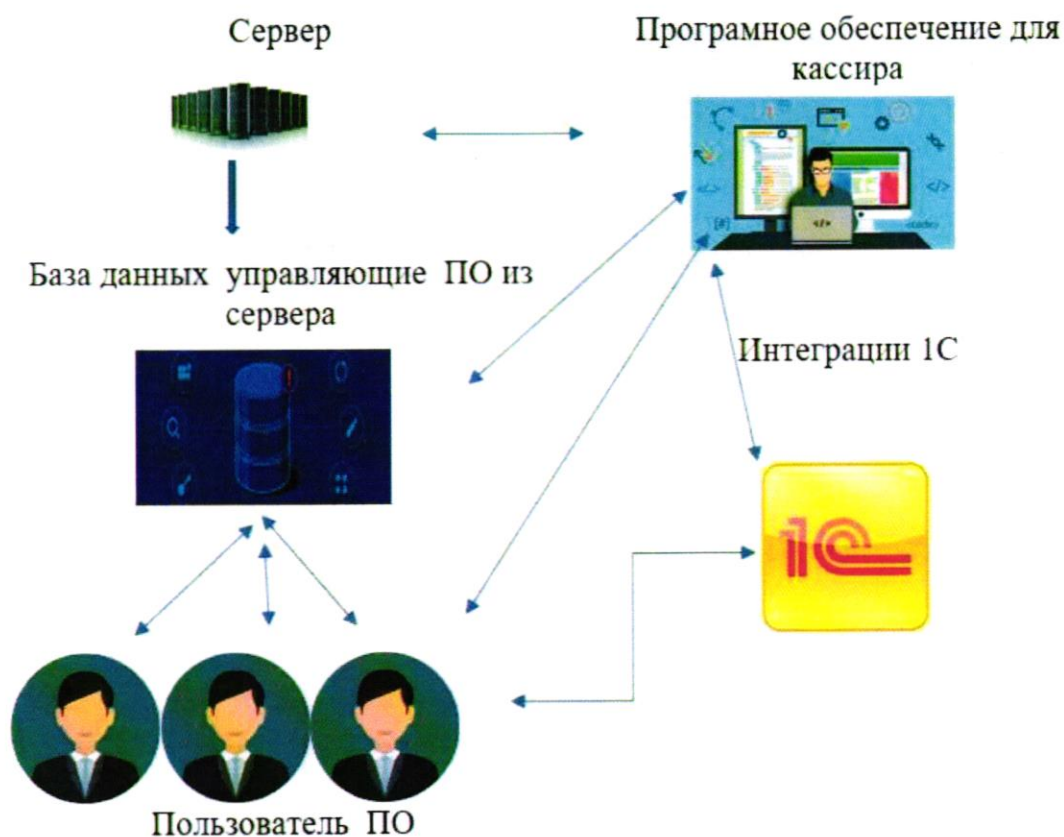 Сервер
Програмное обеспечение для
кассира
</>
[#]
</>
База данных управляющие ПО из
сервера
Интеграции 1С
1С
Пользователь ПО